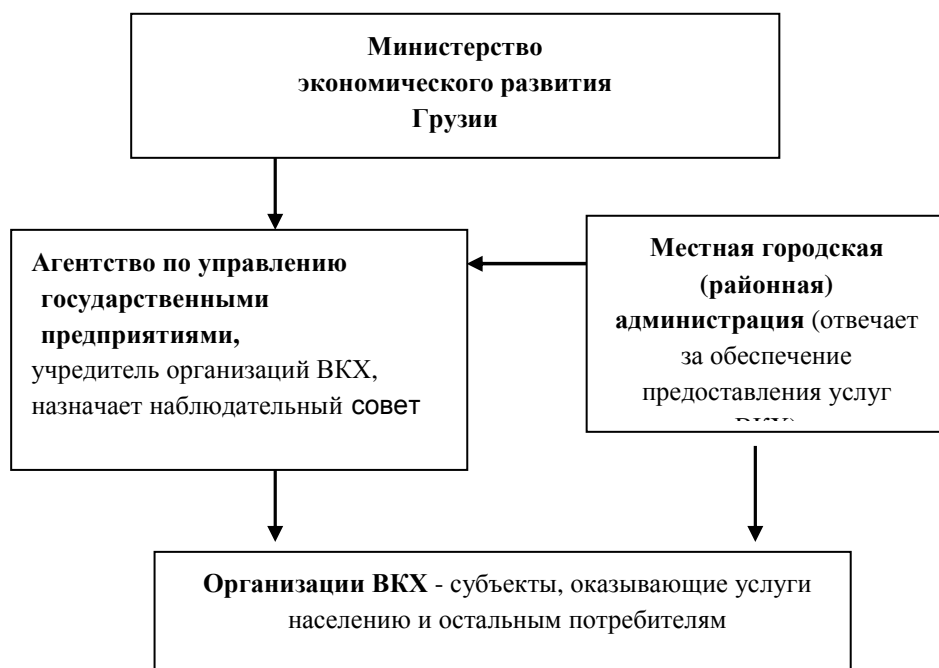 Министерство
экономического развития
Грузии
Агентство по управлению
государственными
предприятиями,
учредитель организаций ВКХ,
назначает наблюдательный совет
Местная городская
(районная)
администрация (отвечает
за обеспечение
предоставления услуг
Организации ВКХ - субъекты, оказывающие услуги
населению и остальным потребителям